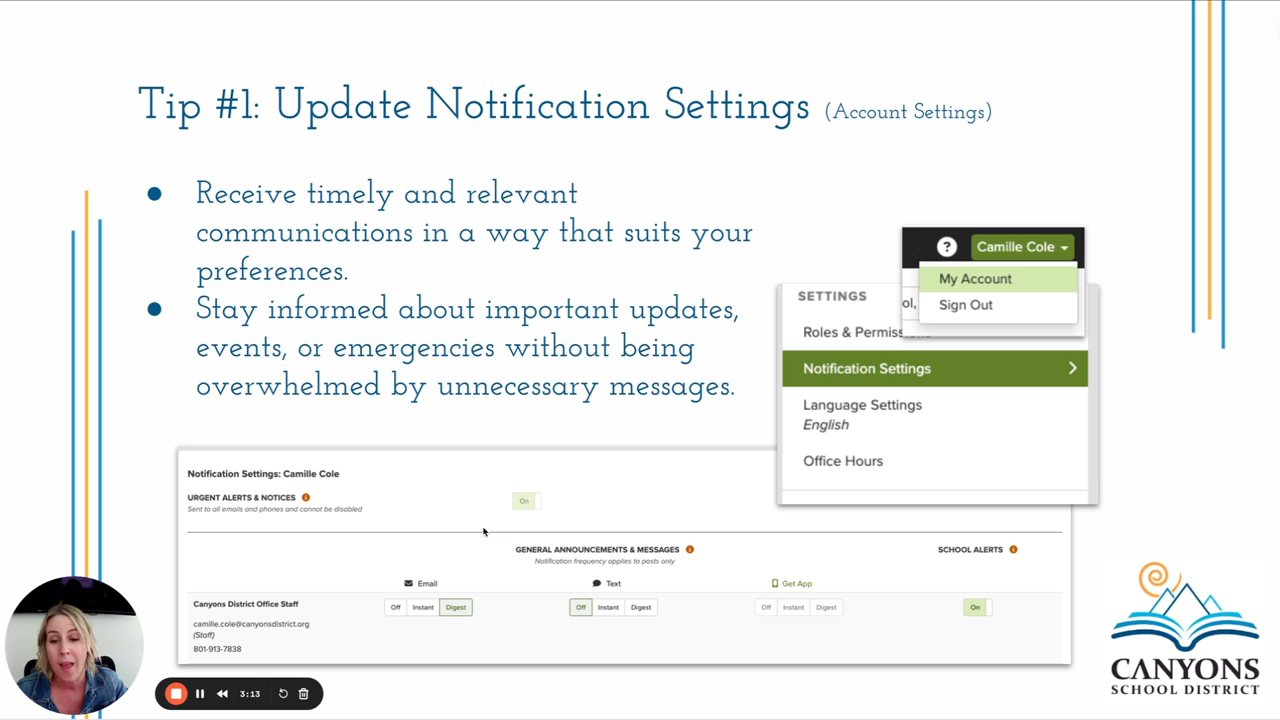 Tip #1: Update Notification Settings (Account Settings)
● Receive timely and relevant
communications in a way that suits your
preferences.
● Stay informed about important updates,
events, or emergencies without being
overwhelmed by unnecessary messages.
? Camille Cole
My Account
Sign Out
ol,
SETTINGS
Roles & Permissions
Notification Settings
Language Settings
English
Office Hours
Notification Settings: Camille Cole
URGENT ALERTS & NOTICES
On
Sent to all emails and phones and cannot be disabled
GENERAL ANNOUNCEMENTS & MESSAGES
SCHOOL ALERTS
Notification frequency applies to posts only
Email Text Get App
Canyons District Office Staff
Off Instant Digest Off Instant Digest Off Instant Digest On
camille.cole@canyonsdistrict.org
(Staff)
801-913-7838
3:13
CANYONS
SCHOOL DISTRICT